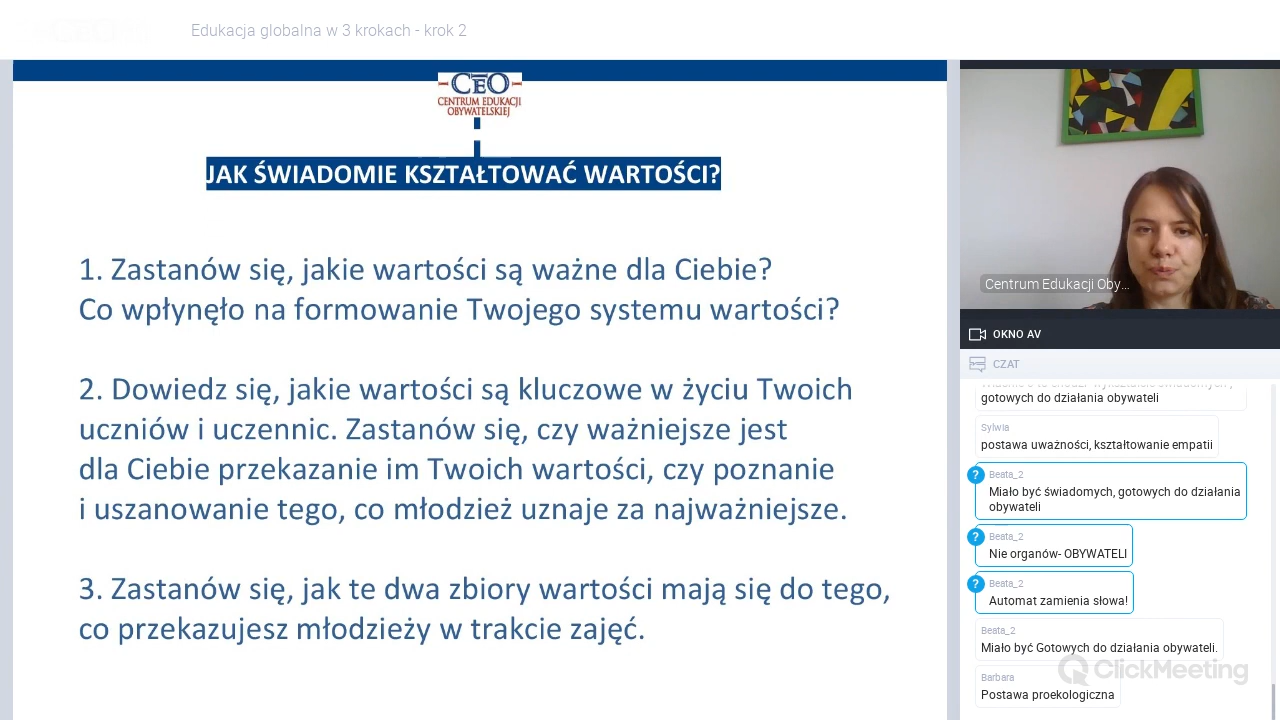 Edukacja globalna w 3 krokach - krok 2
CEO
CENTRUM EDUKACJI
OBYWATELSKIEJ
JAK ŚWIADOMIE KSZTAŁTOWAĆ WARTOŚCI?
1. Zastanów się, jakie wartości są ważne dla Ciebie?
Co wpłynęło na formowanie Twojego systemu wartości?
2. Dowiedz się, jakie wartości są kluczowe w życiu Twoich
uczniów i uczennic. Zastanów się, czy ważniejsze jest
dla Ciebie przekazanie im Twoich wartości, czy poznanie
i uszanowanie tego, co młodzież uznaje za najważniejsze.
3. Zastanów się, jak te dwa zbiory wartości mają się do tego,
co przekazujesz młodzieży w trakcie zajęć.
Centrum Edukacji Oby...
OKNO AV
CZAT
gotowych do działania obywateli
Sylwia
postawa uważności, kształtowanie empatii
?
Beata_2
Miało być świadomych, gotowych do działania
obywateli
?
Beata_2
Nie organów- OBYWATELI
?
Beata_2
Automat zamienia słowa!
Beata_2
Miało być Gotowych do działania obywateli.
ClickMeeting
Barbara
Postawa proekologiczna